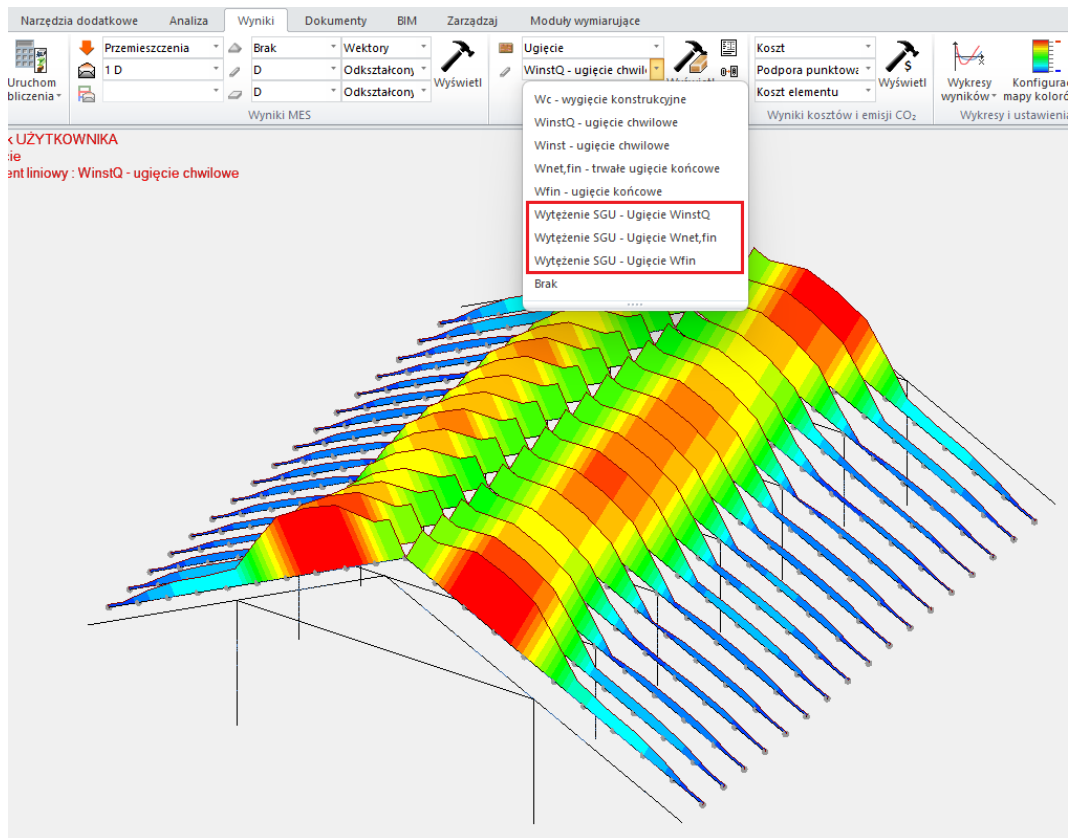 Narzędzia dodatkowe Analiza Wyniki Dokumenty BIM Zarządzaj Moduły wymiarujące
Przemieszczenia Brak Wektory Ugięcie Koszt
1 D D Odkształcon WinstQ - ugięcie chwil Podpora punktowa
D Odkształcon Koszt elementu
Uruchom
bliczenia
Wyświetl
Wyświetl
Wyświetl
Wykresy
wyników
Konfigurac
mapy koloró
Wyniki MES Wyniki kosztów i emisji CO₂ Wykresy i ustawienia
k UŻYTKOWNIKA
cie
ent liniowy : WinstQ - ugięcie chwilowe
Wc - wygięcie konstrukcyjne
WinstQ - ugięcie chwilowe
Winst - ugięcie chwilowe
Wnet,fin - trwałe ugięcie końcowe
Wfin - ugięcie końcowe
Wytężenie SGU - Ugięcie WinstQ
Wytężenie SGU - Ugięcie Wnet,fin
Wytężenie SGU - Ugięcie Wfin
Brak